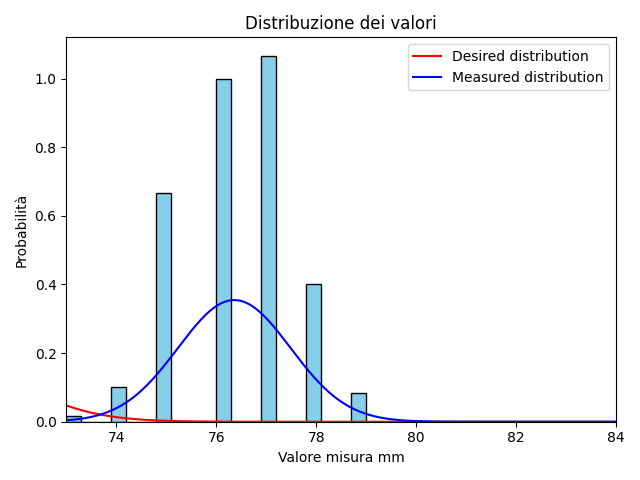 Distribuzione dei valori
Desired distribution
Measured distribution
Probabilità
1.0
0.8
0.6
0.4
0.2
0.0
74 76 78 80 82 84
Valore misura mm